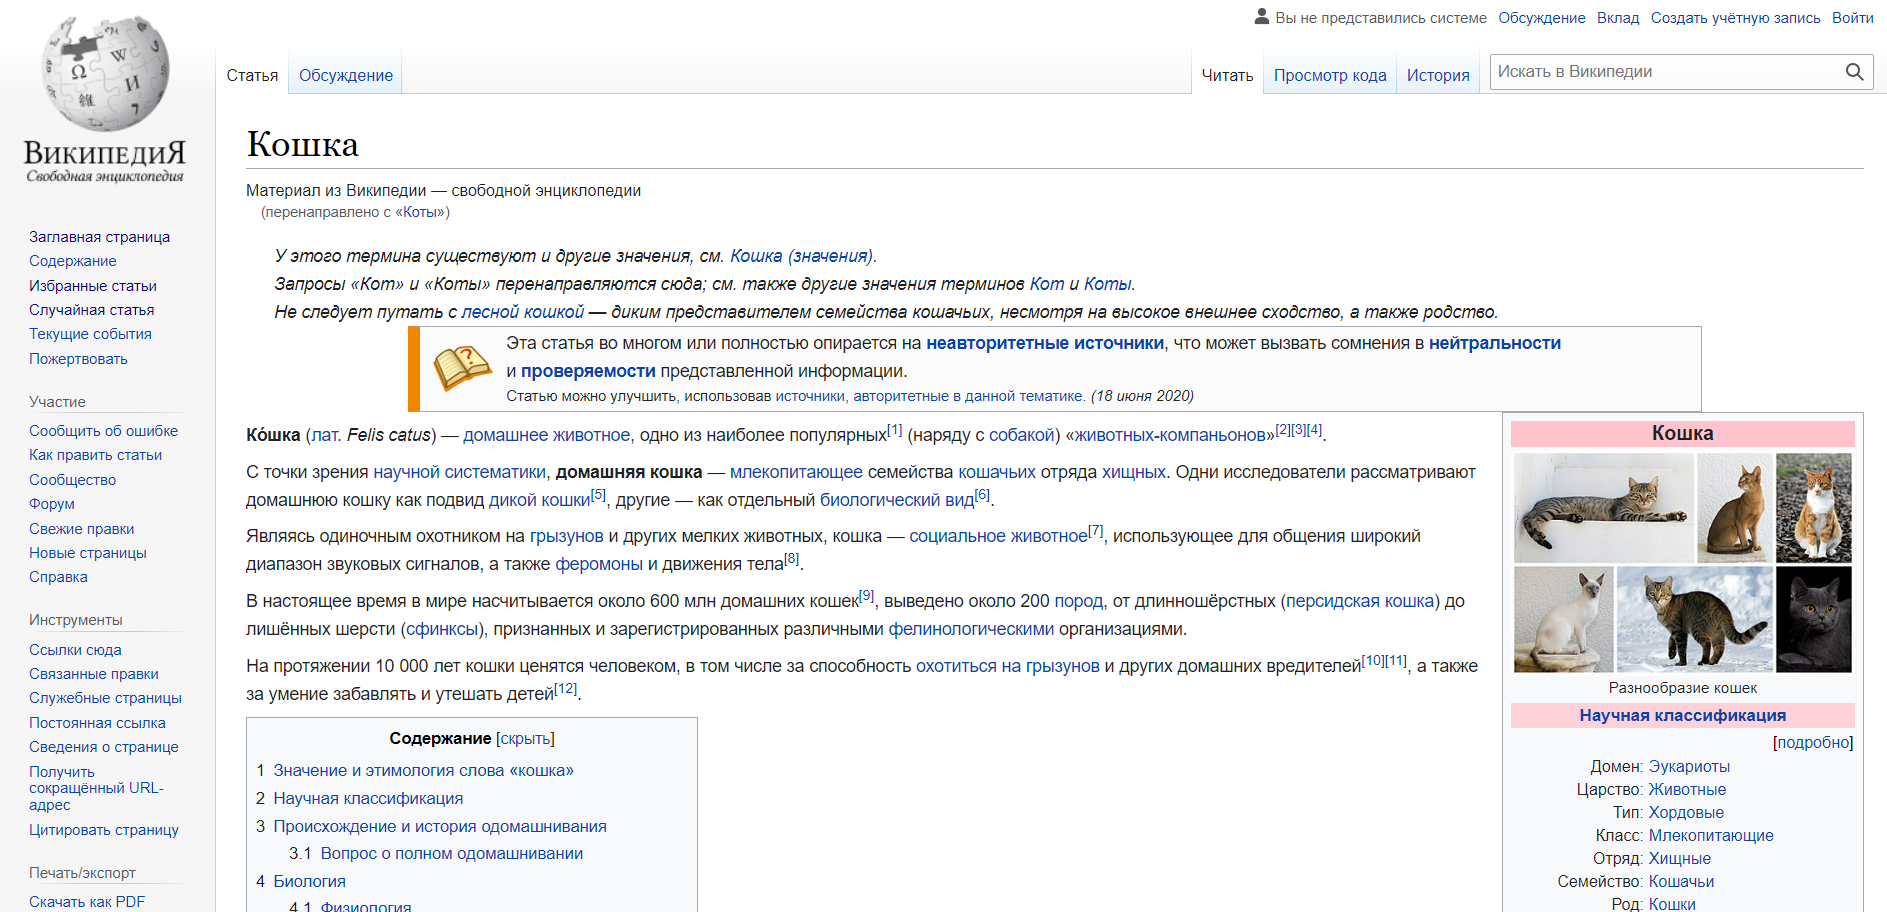 Вы не представились системе Обсуждение Вклад Создать учётную запись Войти
Статья Обсуждение Читать Просмотр кода История Искать в Википедии
Ω W И 維
ВИКИПЕДИЯ
Свободная энциклопедия
Заглавная страница
Содержание
Избранные статьи
Случайная статья
Текущие события
Пожертвовать
Участие
Сообщить об ошибке
Как править статьи
Сообщество
Форум
Свежие правки
Новые страницы
Справка
Инструменты
Ссылки сюда
Связанные правки
Служебные страницы
Постоянная ссылка
Сведения о странице
Получить
сокращённый URL-
адрес
Цитировать страницу
Печать/экспорт
Скачать как PDF
Кошка
Материал из Википедии — свободной энциклопедии
(перенаправлено с «Коты»)
У этого термина существуют и другие значения, см. Кошка (значения).
Запросы «Кот» и «Коты» перенаправляются сюда; см. также другие значения терминов Кот и Коты.
Не следует путать с лесной кошкой — диким представителем семейства кошачьих, несмотря на высокое внешнее сходство, а также родство.
Эта статья во многом или полностью опирается на неавторитетные источники, что может вызвать сомнения в нейтральности
и проверяемости представленной информации.
Статью можно улучшить, использовав источники, авторитетные в данной тематике. (18 июня 2020)
Ко́шка (лат. Felis catus) — домашнее животное, одно из наиболее популярных[1] (наряду с собакой) «животных-компаньонов»[2][3][4].
С точки зрения научной систематики, домашняя кошка — млекопитающее семейства кошачьих отряда хищных. Одни исследователи рассматривают
домашнюю кошку как подвид дикой кошки[5], другие — как отдельный биологический вид[6].
Являясь одиночным охотником на грызунов и других мелких животных, кошка — социальное животное[7], использующее для общения широкий
диапазон звуковых сигналов, а также феромоны и движения тела[8].
В настоящее время в мире насчитывается около 600 млн домашних кошек[9], выведено около 200 пород, от длинношёрстных (персидская кошка) до
лишённых шерсти (сфинксы), признанных и зарегистрированных различными фелинологическими организациями.
На протяжении 10 000 лет кошки ценятся человеком, в том числе за способность охотиться на грызунов и других домашних вредителей[10][11], а также
за умение забавлять и утешать детей[12].
Содержание [скрыть]
1 Значение и этимология слова «кошка»
2 Научная классификация
3 Происхождение и история одомашнивания
3.1 Вопрос о полном одомашнивании
4 Биология
4.1 Физиология
Кошка
Разнообразие кошек
Научная классификация
[подробно]
Домен: Эукариоты
Царство: Животные
Тип: Хордовые
Класс: Млекопитающие
Отряд: Хищные
Семейство: Кошачьи
Род: Кошки